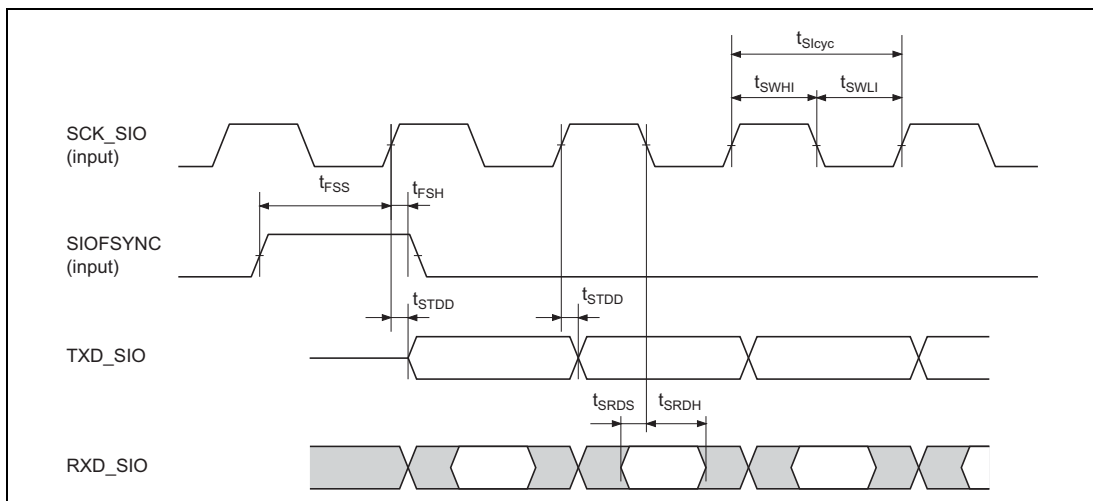 tSIcyc
tSWHI
tSWLI
SCK_SIO
(input)
tFSS
tFSH
SIOFSYNC
(input)
tSTDD
tSTDD
TXD_SIO
tSRDS
tSRDH
RXD_SIO